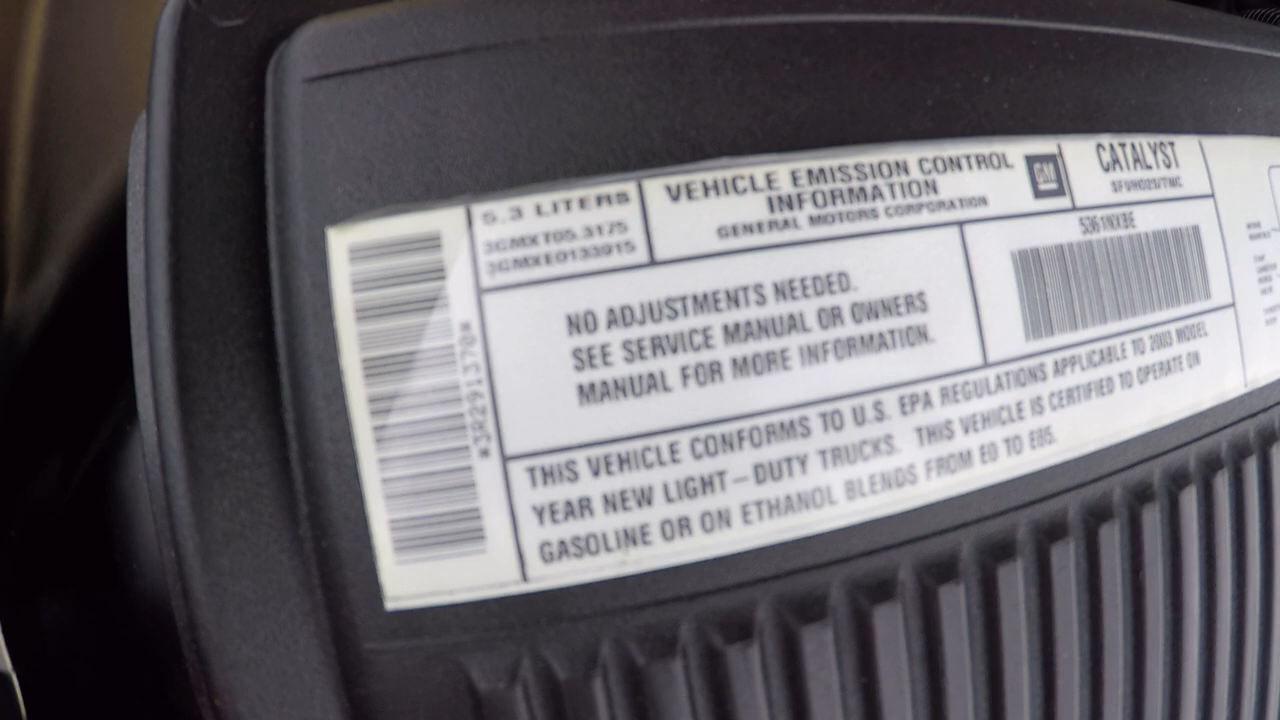 5.3 LITERS
3GMXT05.3175
3GMXE0133915
VEHICLE EMISSION CONTROL
INFORMATION
GENERAL MOTORS CORPORATION
GM
CATALYST
NO ADJUSTMENTS NEEDED.
SEE SERVICE MANUAL OR OWNERS
MANUAL FOR MORE INFORMATION.
5361NXBE
*3R291370*
THIS VEHICLE CONFORMS TO U.S. EPA REGULATIONS APPLICABLE TO 2003 MODEL
YEAR NEW LIGHT-DUTY TRUCKS. THIS VEHICLE IS CERTIFIED TO OPERATE ON
GASOLINE OR ON ETHANOL BLENDS FROM E0 TO E85.